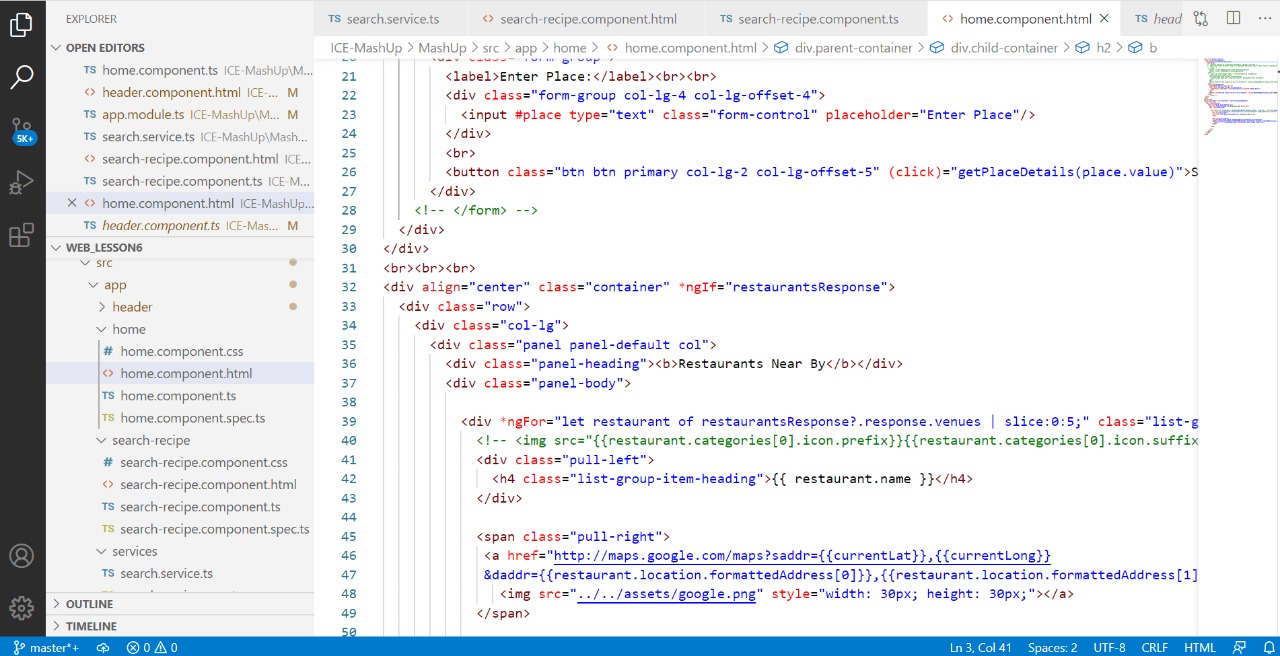 EXPLORER
OPEN EDITORS
TS home.component.ts ICE-MashUp\M...
<> header.component.html ICE-... M
TS app.module.ts ICE-MashUp\M... M
TS search.service.ts ICE-MashUp\Mash...
<> search-recipe.component.html ICE...
TS search-recipe.component.ts ICE-M...
<> home.component.html ICE-MashUp...
TS header.component.ts ICE-Mas... M
WEB_LESSON6
src
app
header
home
# home.component.css
<> home.component.html
TS home.component.ts
TS home.component.spec.ts
search-recipe
# search-recipe.component.css
<> search-recipe.component.html
TS search-recipe.component.ts
TS search-recipe.component.spec.ts
services
TS search.service.ts
OUTLINE
TIMELINE
5K+
TS search.service.ts <> search-recipe.component.html TS search-recipe.component.ts <> home.component.html TS head
ICE-MashUp > MashUp > src > app > home > <> home.component.html > div.parent-container > div.child-container > h2 > b
20 <div class="form-group">
21 <label>Enter Place:</label><br><br>
22 <div class="form-group col-lg-4 col-lg-offset-4">
23 <input #place type="text" class="form-control" placeholder="Enter Place"/>
24 </div>
25 <br>
26 <button class="btn btn primary col-lg-2 col-lg-offset-5" (click)="getPlaceDetails(place.value)">S
27 </div>
28 <!-- </form> -->
29 </div>
30 </div>
31 <br><br><br>
32 <div align="center" class="container" *ngIf="restaurantsResponse">
33 <div class="row">
34 <div class="col-lg">
35 <div class="panel panel-default col">
36 <div class="panel-heading"><b>Restaurants Near By</b></div>
37 <div class="panel-body">
38
39 <div *ngFor="let restaurant of restaurantsResponse?.response.venues | slice:0:5;" class="list-g
40 <!-- <img src="{{restaurant.categories[0].icon.prefix}}{{restaurant.categories[0].icon.suffix
41 <div class="pull-left">
42 <h4 class="list-group-item-heading">{{ restaurant.name }}</h4>
43 </div>
44
45 <span class="pull-right">
46 <a href="http://maps.google.com/maps?saddr={{currentLat}},{{currentLong}}
47 &daddr={{restaurant.location.formattedAddress[0]}},{{restaurant.location.formattedAddress[1]
48 <img src="../../assets/google.png" style="width: 30px; height: 30px;"></a>
49 </span>
50
master*+ 0 0 Ln 3, Col 41 Spaces: 2 UTF-8 CRLF HTML